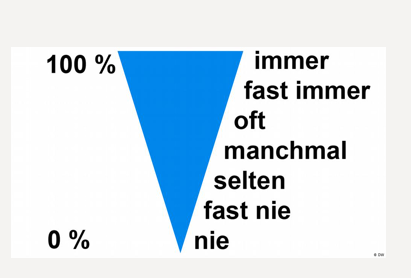 100 %
immer
fast immer
oft
manchmal
selten
fast nie
0 %
nie